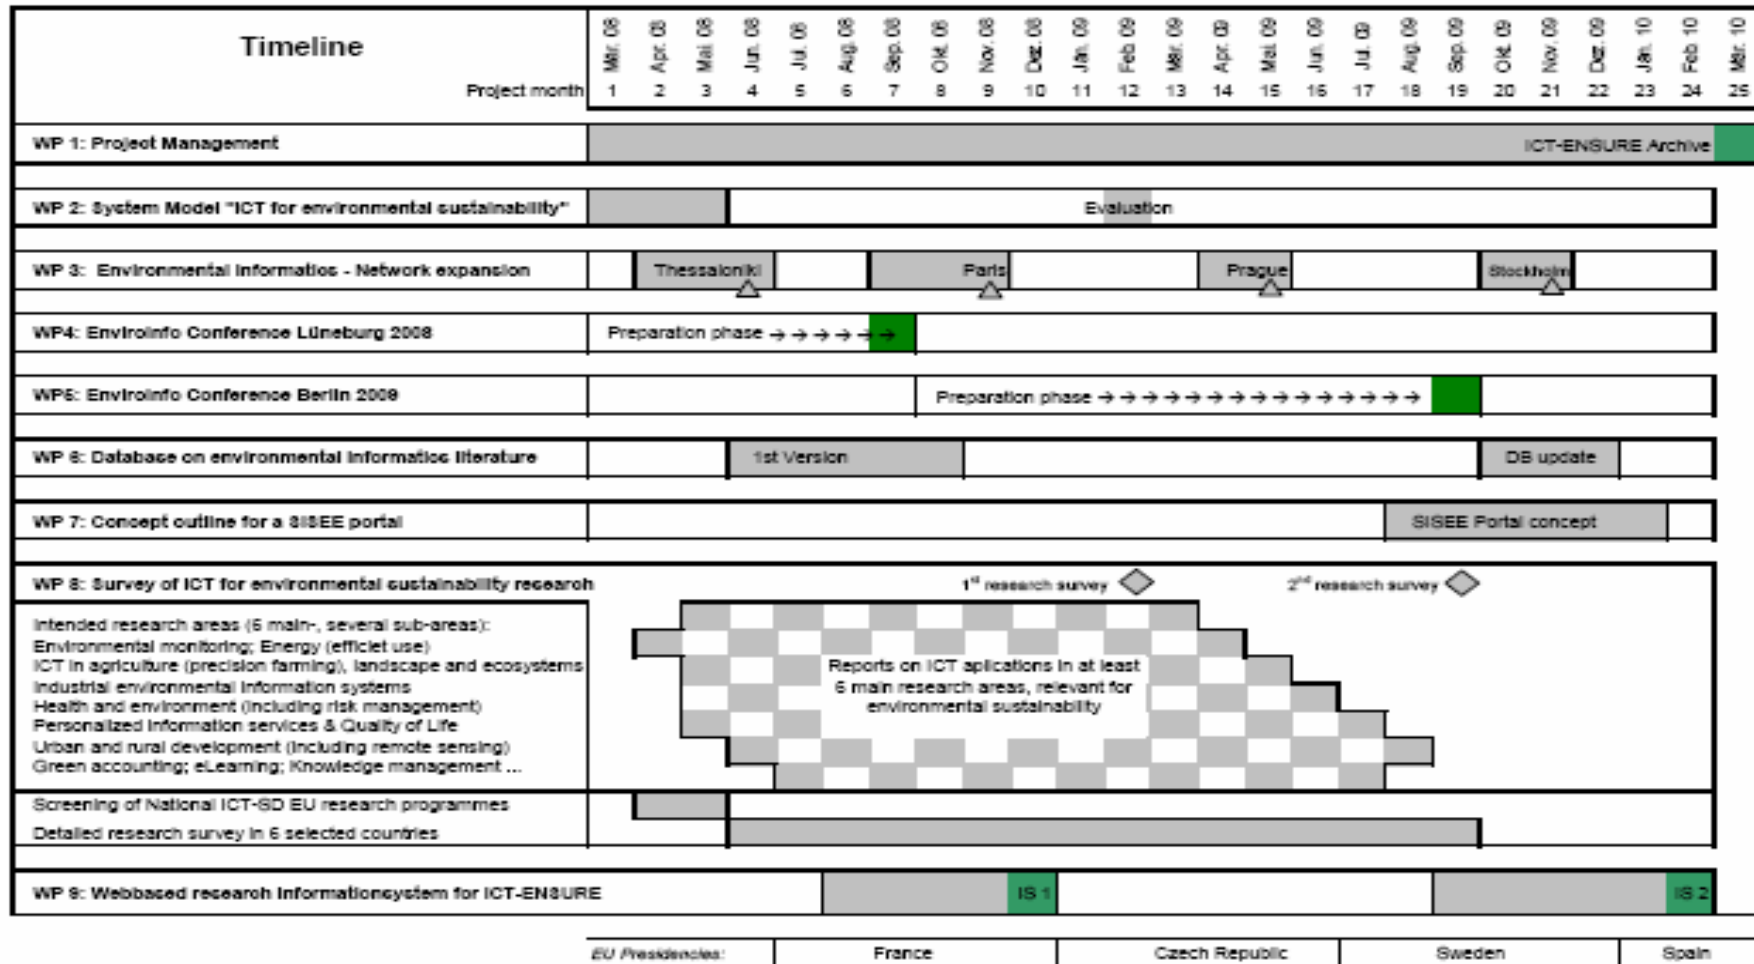 Timeline
Mär. 08 Apr. 08 Mai. 08 Jun. 08 Jul. 08 Aug. 08 Sep. 08 Okt. 08 Nov. 08 Dez. 08 Jän. 09 Feb. 09 Mär. 09 Apr. 09 Mai. 09 Jun. 09 Jul. 09 Aug. 09 Sep. 09 Okt. 09 Nov. 09 Dez. 09 Jän. 10 Feb. 10 Mär. 10
Project month 1 2 3 4 5 6 7 8 9 10 11 12 13 14 15 16 17 18 19 20 21 22 23 24 25
WP 1: Project Management ICT-ENSURE Archive
WP 2: System Model "ICT for environmental sustainability" Evaluation
WP 3: Environmental Informatics - Network expansion Thessaloniki Paris Prague Stockholm
WP4: EnviroInfo Conference Lüneburg 2008 Preparation phase → → → → → →
WP5: EnviroInfo Conference Berlin 2009 Preparation phase → → → → → → → → → → → → → → →
WP 6: Database on environmental informatics literature 1st Version DB update
WP 7: Concept outline for a SISEE portal SISEE Portal concept
WP 8: Survey of ICT for environmental sustainability research 1st research survey 2nd research survey
Intended research areas (6 main-, several sub-areas):
Environmental monitoring; Energy (efficiet use)
ICT in agriculture (precision farming), landscape and ecosystems
Industrial environmental information systems
Health and environment (including risk management)
Personalized information services & Quality of Life
Urban and rural development (including remote sensing)
Green accounting; eLearning; Knowledge management ...
Reports on ICT aplications in at least
6 main research areas, relevant for
environmental sustainability
Screening of National ICT-SD EU research programmes
Detailed research survey in 6 selected countries
WP 9: Webbased research informationsystem for ICT-ENSURE IS 1 IS 2
EU Presidencies: France Czech Republic Sweden Spain